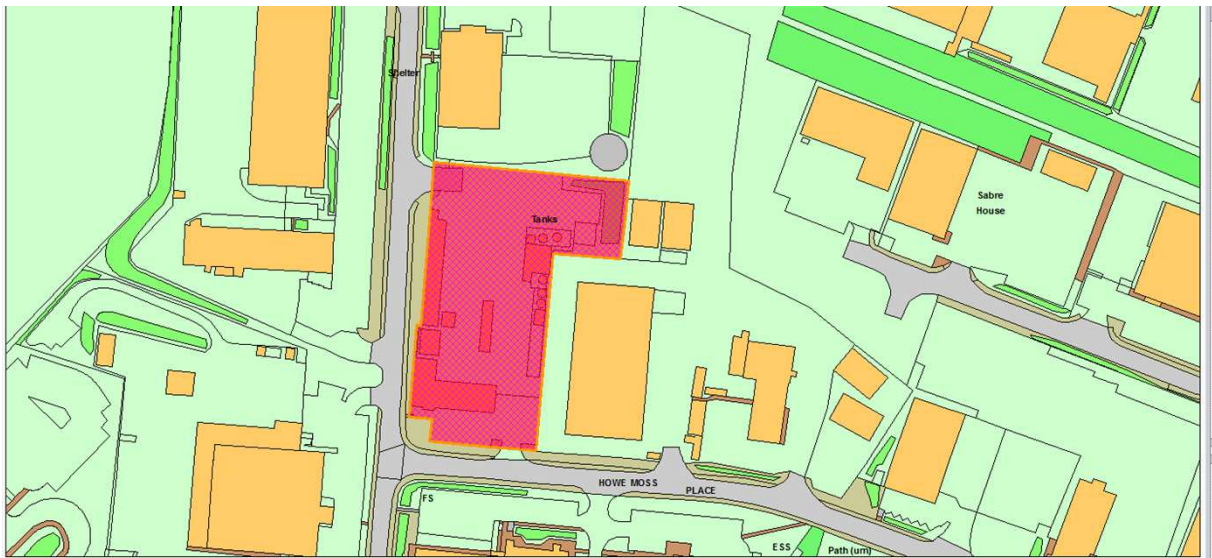 Shelter
Sabre
House
Tanks
HOWE MOSS
PLACE
FS
ESS
Path (um)